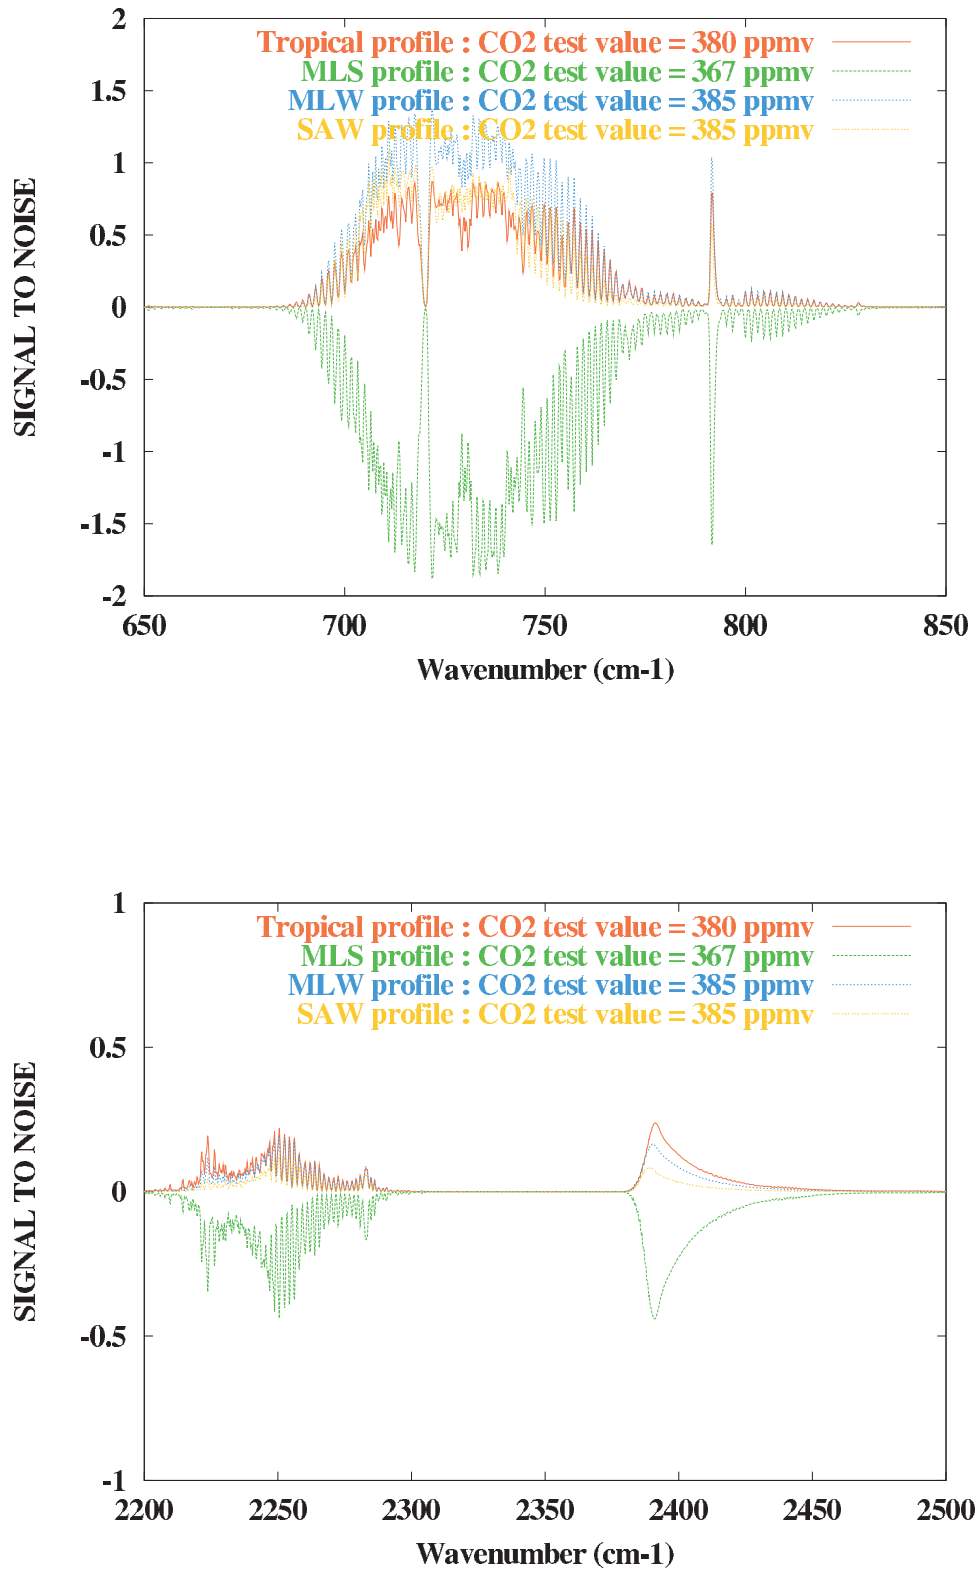 2
Tropical profile : CO2 test value = 380 ppmv
MLS profile : CO2 test value = 367 ppmv
1.5
MLW profile : CO2 test value = 385 ppmv
SAW profile : CO2 test value = 385 ppmv
1
0.5
0
-0.5
-1
-1.5
-2
SIGNAL TO NOISE
650 700 750 800 850
Wavenumber (cm-1)
1
Tropical profile : CO2 test value = 380 ppmv
MLS profile : CO2 test value = 367 ppmv
MLW profile : CO2 test value = 385 ppmv
SAW profile : CO2 test value = 385 ppmv
0.5
0
-0.5
-1
SIGNAL TO NOISE
2200 2250 2300 2350 2400 2450 2500
Wavenumber (cm-1)